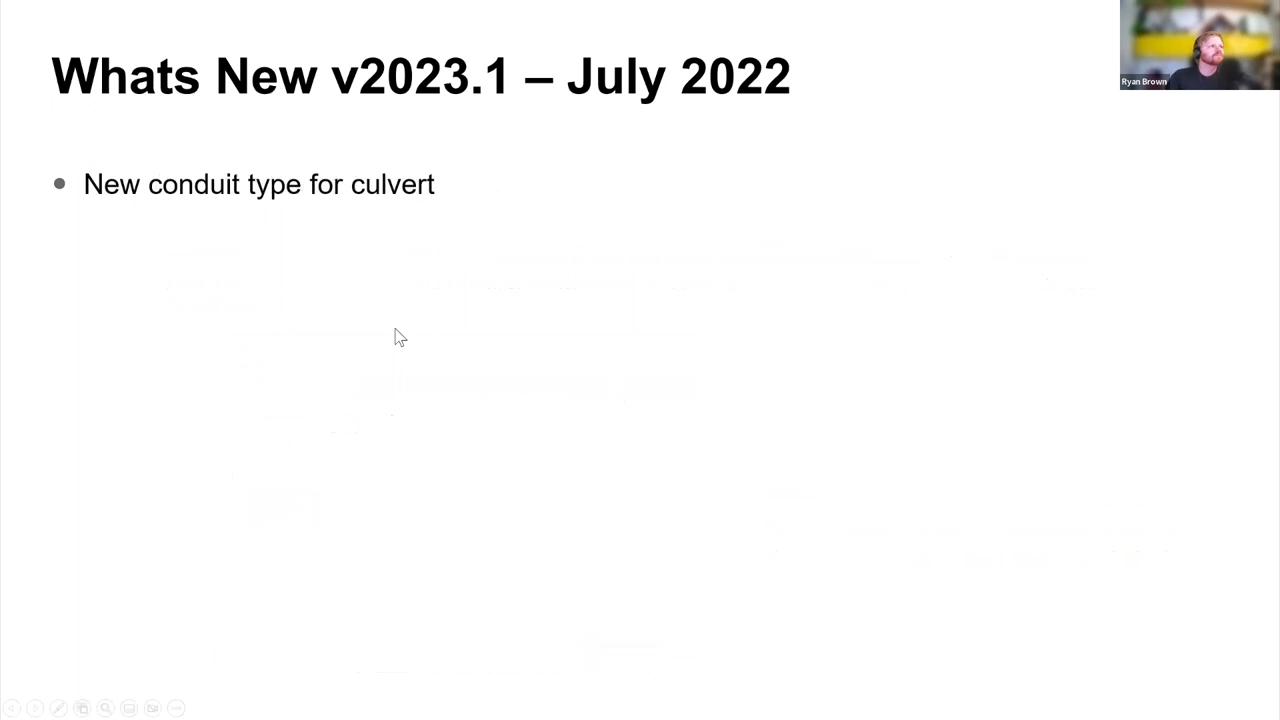 Whats New v2023.1 – July 2022
Ryan Brown
New conduit type for culvert